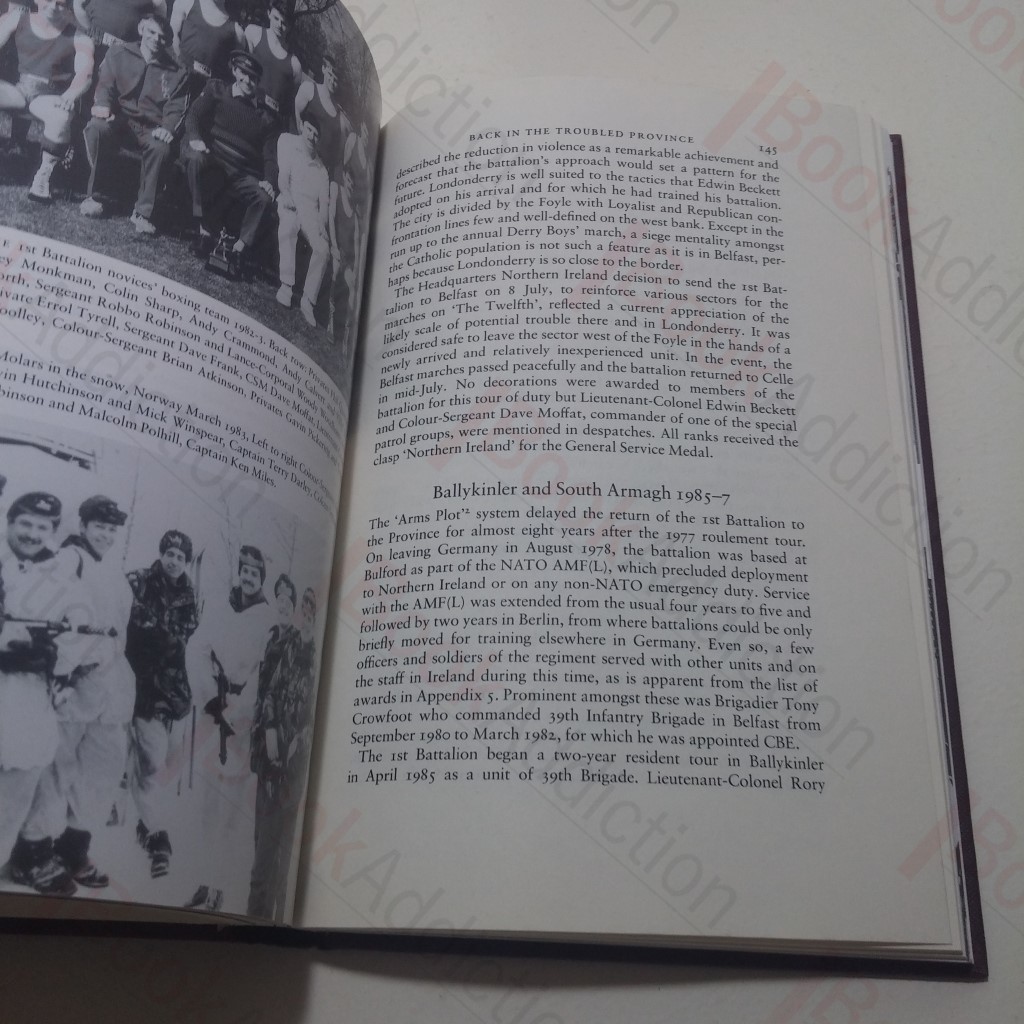 E 1st Battalion novices' boxing team 1982-3. Back row: Private
ey Monkman, Colin Sharp, Andy Crammond, Andy
orth, Sergeant Robbo Robinson and Lance-Corporal Woody
ivate Errol Tyrell, Sergeant Dave Frank, CSM Dave Moffat,
oolley, Colour-Sergeant Brian Atkinson, Privates Gavin
Molars in the snow, Norway March 1983, Left to right
vin Hutchinson and Mick Winspear, Captain Terry Darley,
binson and Malcolm Polhill, Captain Ken Miles.
BACK IN THE TROUBLED PROVINCE 145
described the reduction in violence as a remarkable achievement and
forecast that the battalion's approach would set a pattern for the
future. Londonderry is well suited to the tactics that Edwin Beckett
adopted on his arrival and for which he had trained his battalion.
The city is divided by the Foyle with Loyalist and Republican con-
frontation lines few and well-defined on the west bank. Except in the
run up to the annual Derry Boys' march, a siege mentality amongst
the Catholic population is not such a feature as it is in Belfast, per-
haps because Londonderry is so close to the border.
The Headquarters Northern Ireland decision to send the 1st Bat-
talion to Belfast on 8 July, to reinforce various sectors for the
marches on 'The Twelfth', reflected a current appreciation of the
likely scale of potential trouble there and in Londonderry. It was
considered safe to leave the sector west of the Foyle in the hands of a
newly arrived and relatively inexperienced unit. In the event, the
Belfast marches passed peacefully and the battalion returned to Celle
in mid-July. No decorations were awarded to members of the
battalion for this tour of duty but Lieutenant-Colonel Edwin Beckett
and Colour-Sergeant Dave Moffat, commander of one of the special
patrol groups, were mentioned in despatches. All ranks received the
clasp 'Northern Ireland' for the General Service Medal.
Ballykinler and South Armagh 1985–7
The 'Arms Plot'² system delayed the return of the 1st Battalion to
the Province for almost eight years after the 1977 roulement tour.
On leaving Germany in August 1978, the battalion was based at
Bulford as part of the NATO AMF(L), which precluded deployment
to Northern Ireland or on any non-NATO emergency duty. Service
with the AMF(L) was extended from the usual four years to five and
followed by two years in Berlin, from where battalions could be only
briefly moved for training elsewhere in Germany. Even so, a few
officers and soldiers of the regiment served with other units and on
the staff in Ireland during this time, as is apparent from the list of
awards in Appendix 5. Prominent amongst these was Brigadier Tony
Crowfoot who commanded 39th Infantry Brigade in Belfast from
September 1980 to March 1982, for which he was appointed CBE.
The 1st Battalion began a two-year resident tour in Ballykinler
in April 1985 as a unit of 39th Brigade. Lieutenant-Colonel Rory
BookAddiction